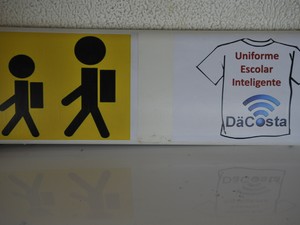 Uniforme
Escolar
Inteligente
DäCosta